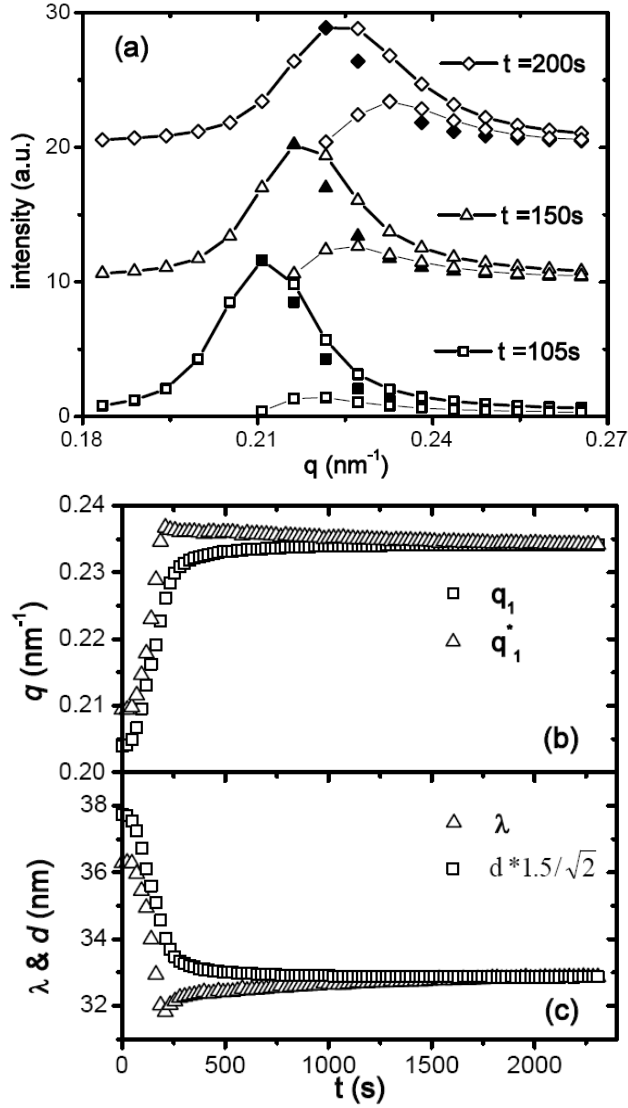 (a)
intensity (a.u.)
30
20
10
0
t =200s
t =150s
t =105s
0.18
0.21
0.24
0.27
q (nm⁻¹)
q (nm⁻¹)
0.24
0.23
0.22
0.21
0.20
q₁
q₁*
(b)
λ & d (nm)
38
36
33
32
λ
d *1.5/√2
(c)
0
500
1000
1500
2000
t (s)